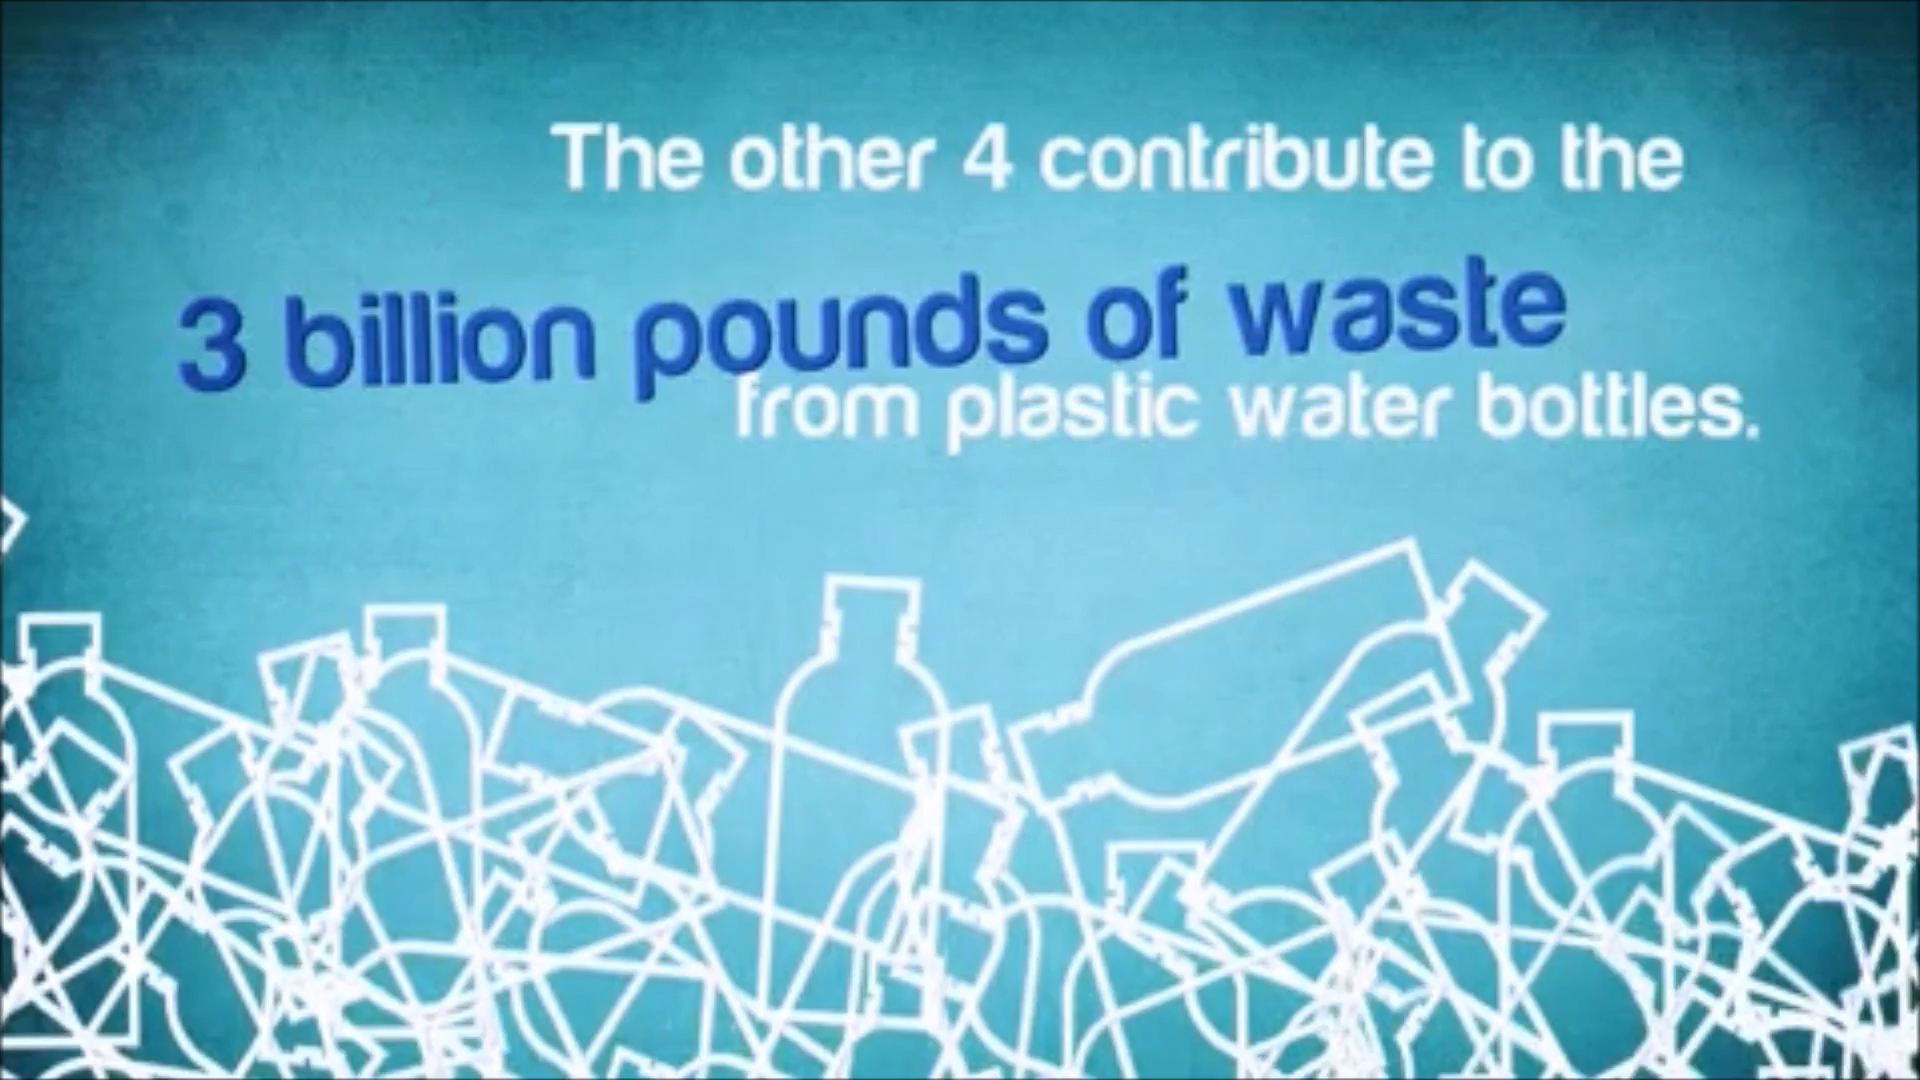 The other 4 contribute to the
3 billion pounds of waste
from plastic water bottles.